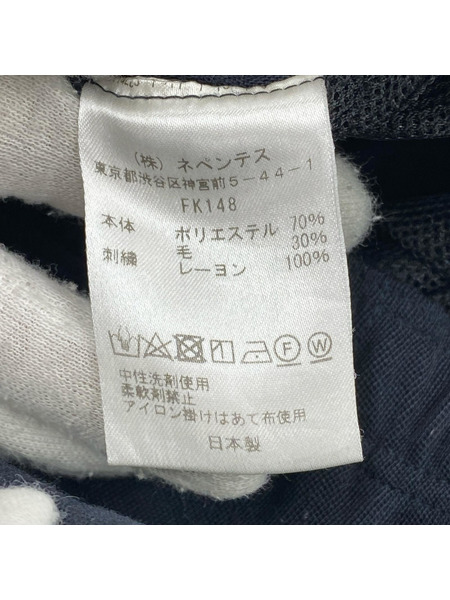 (株) ネペンテス
東京都渋谷区神宮前5-44-1
FK148
本体 ポリエステル 70%
毛 30%
刺繍 レーヨン 100%
F W
中性洗剤使用
柔軟剤禁止
アイロン掛けはあて布使用
日本製